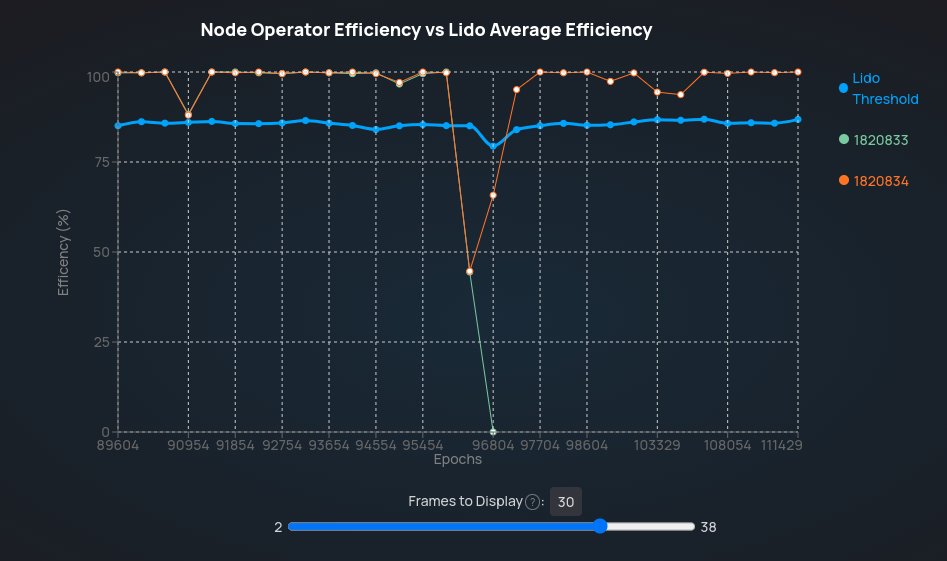 Node Operator Efficiency vs Lido Average Efficiency
100
75
50
25
0
Efficency (%)
89604 90954 91854 92754 93654 94554 95454 96804 97704 98604 103329 108054 111429
Epochs
Lido
Threshold
1820833
1820834
Frames to Display ? : 30
2 38